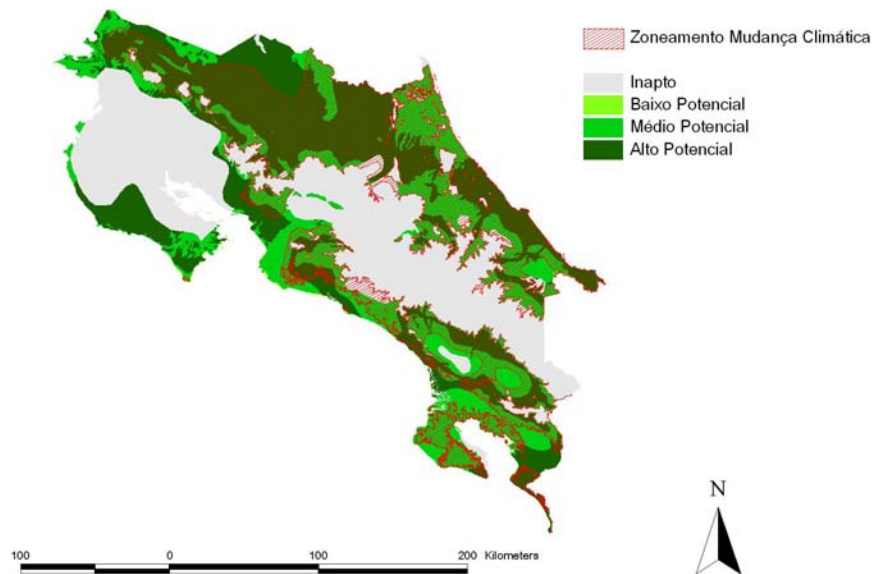 Zoneamento Mudança Climática
Inapto
Baixo Potencial
Médio Potencial
Alto Potencial
N
100 0 100 200 Kilometers